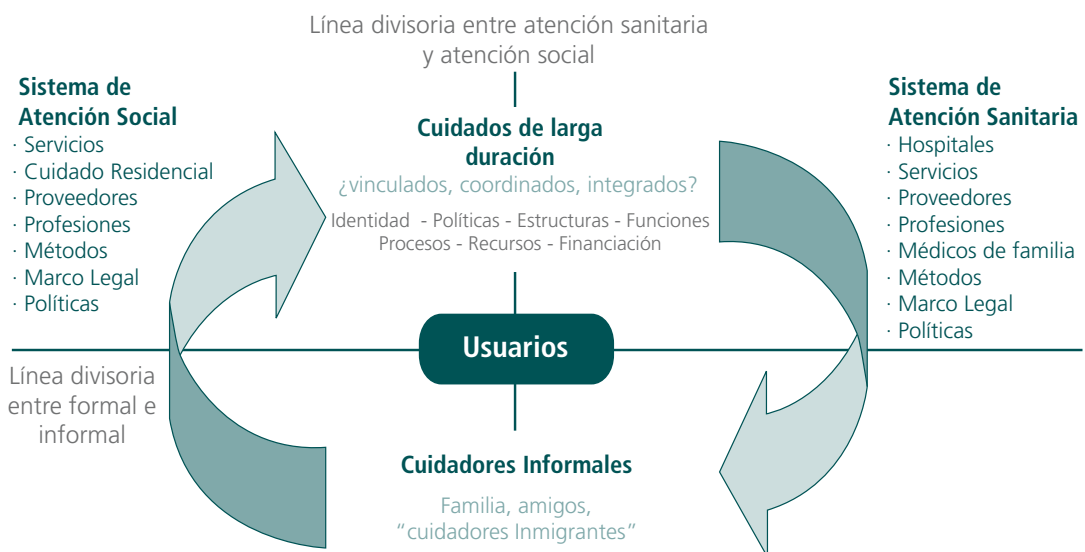 Línea divisoria entre atención sanitaria
y atención social
Sistema de
Atención Social
· Servicios
· Cuidado Residencial
· Proveedores
· Profesiones
· Métodos
· Marco Legal
· Políticas
Cuidados de larga
duración
¿vinculados, coordinados, integrados?
Identidad - Políticas - Estructuras - Funciones
Procesos - Recursos - Financiación
Sistema de
Atención Sanitaria
· Hospitales
· Servicios
· Proveedores
· Profesiones
· Médicos de familia
· Métodos
· Marco Legal
· Políticas
Usuarios
Línea divisoria
entre formal e
informal
Cuidadores Informales
Familia, amigos,
“cuidadores Inmigrantes”